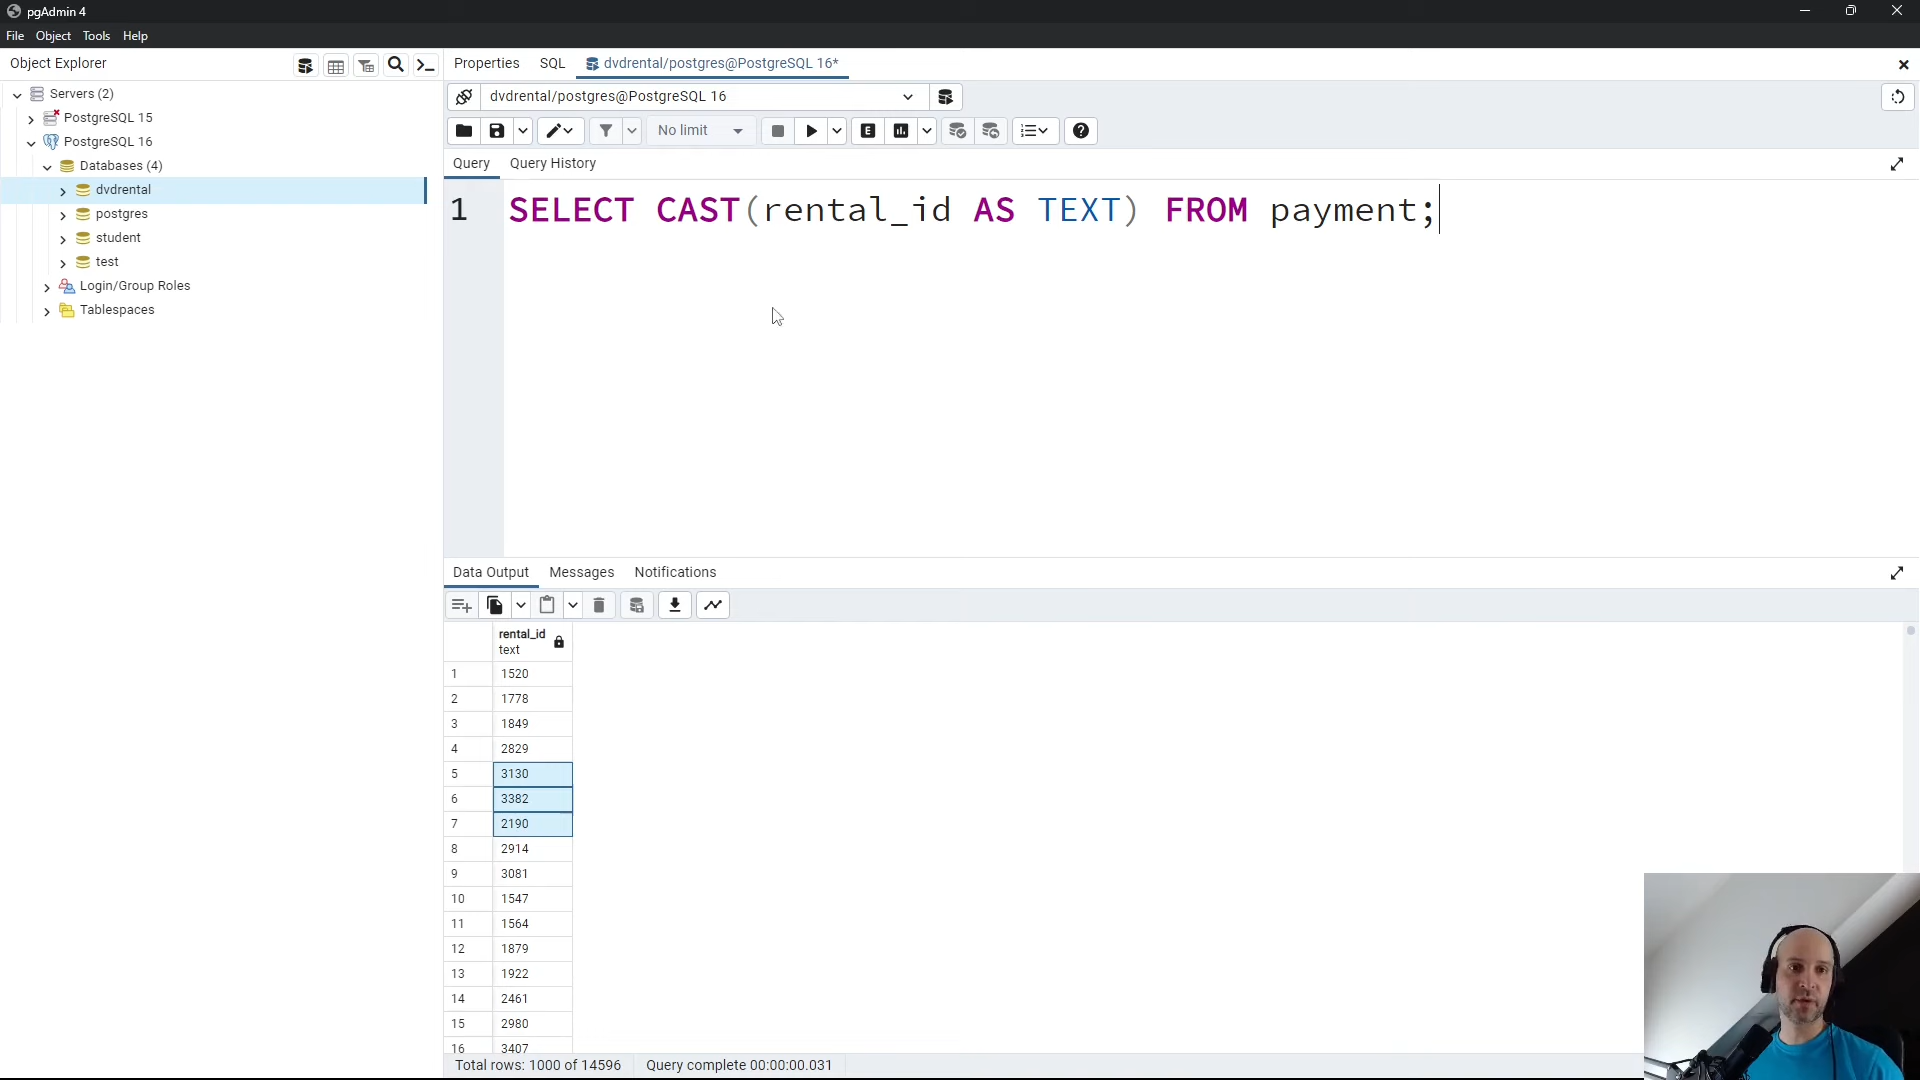 pgAdmin 4
File Object Tools Help
Object Explorer
Properties SQL dvdrental/postgres@PostgreSQL 16*
Servers (2)
PostgreSQL 15
PostgreSQL 16
Databases (4)
dvdrental
postgres
student
test
Login/Group Roles
Tablespaces
dvdrental/postgres@PostgreSQL 16
No limit
E
Query Query History
1 SELECT CAST(rental_id AS TEXT) FROM payment;
Data Output Messages Notifications
rental_id
text
1 1520
2 1778
3 1849
4 2829
5 3130
6 3382
7 2190
8 2914
9 3081
10 1547
11 1564
12 1879
13 1922
14 2461
15 2980
16 3407
Total rows: 1000 of 14596 Query complete 00:00:00.031